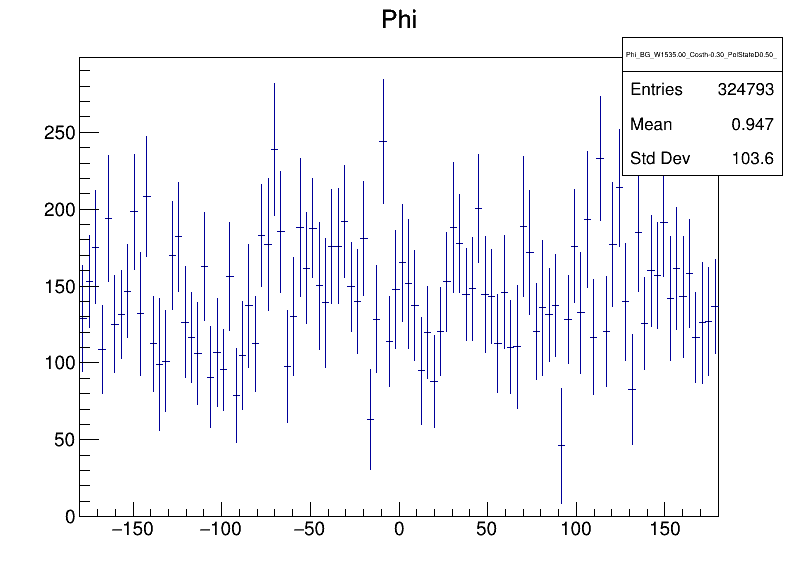 Phi
Phi_BG_W1535.00_Costh-0.30_PolStateD0.50_
Entries 324793
Mean 0.947
Std Dev 103.6
250
200
150
100
50
0
−150 −100 −50 0 50 100 150